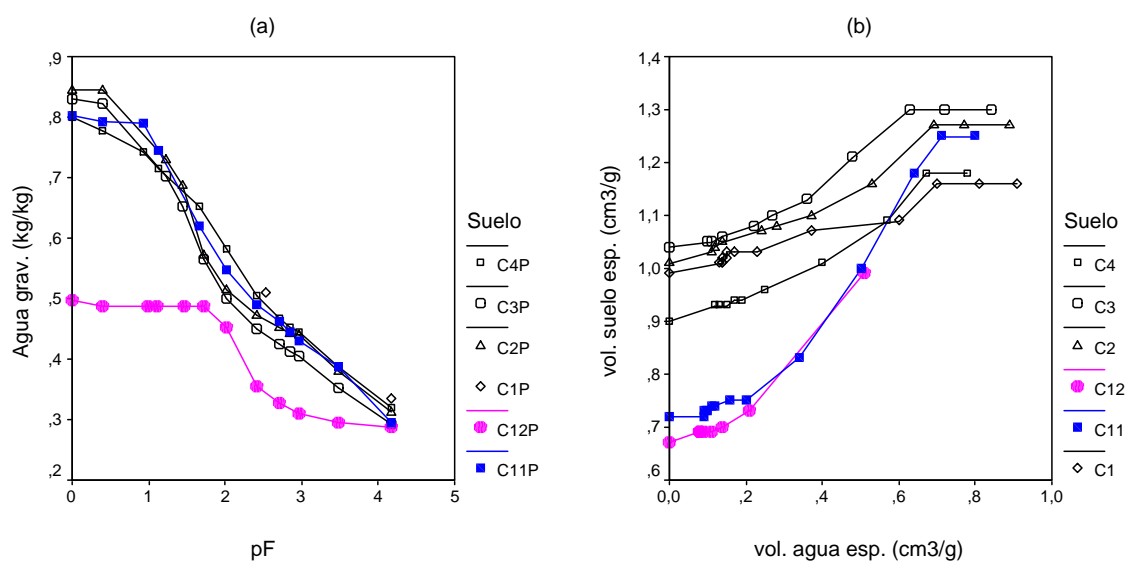 (a)
,9
,8
,7
,6
,5
,4
,3
,2
Agua grav. (kg/kg)
0
1
2
3
4
5
pF
Suelo
C4P
C3P
C2P
C1P
C12P
C11P
(b)
1,4
1,3
1,2
1,1
1,0
,9
,8
,7
,6
vol. suelo esp. (cm3/g)
0,0
,2
,4
,6
,8
1,0
vol. agua esp. (cm3/g)
Suelo
C4
C3
C2
C12
C11
C1